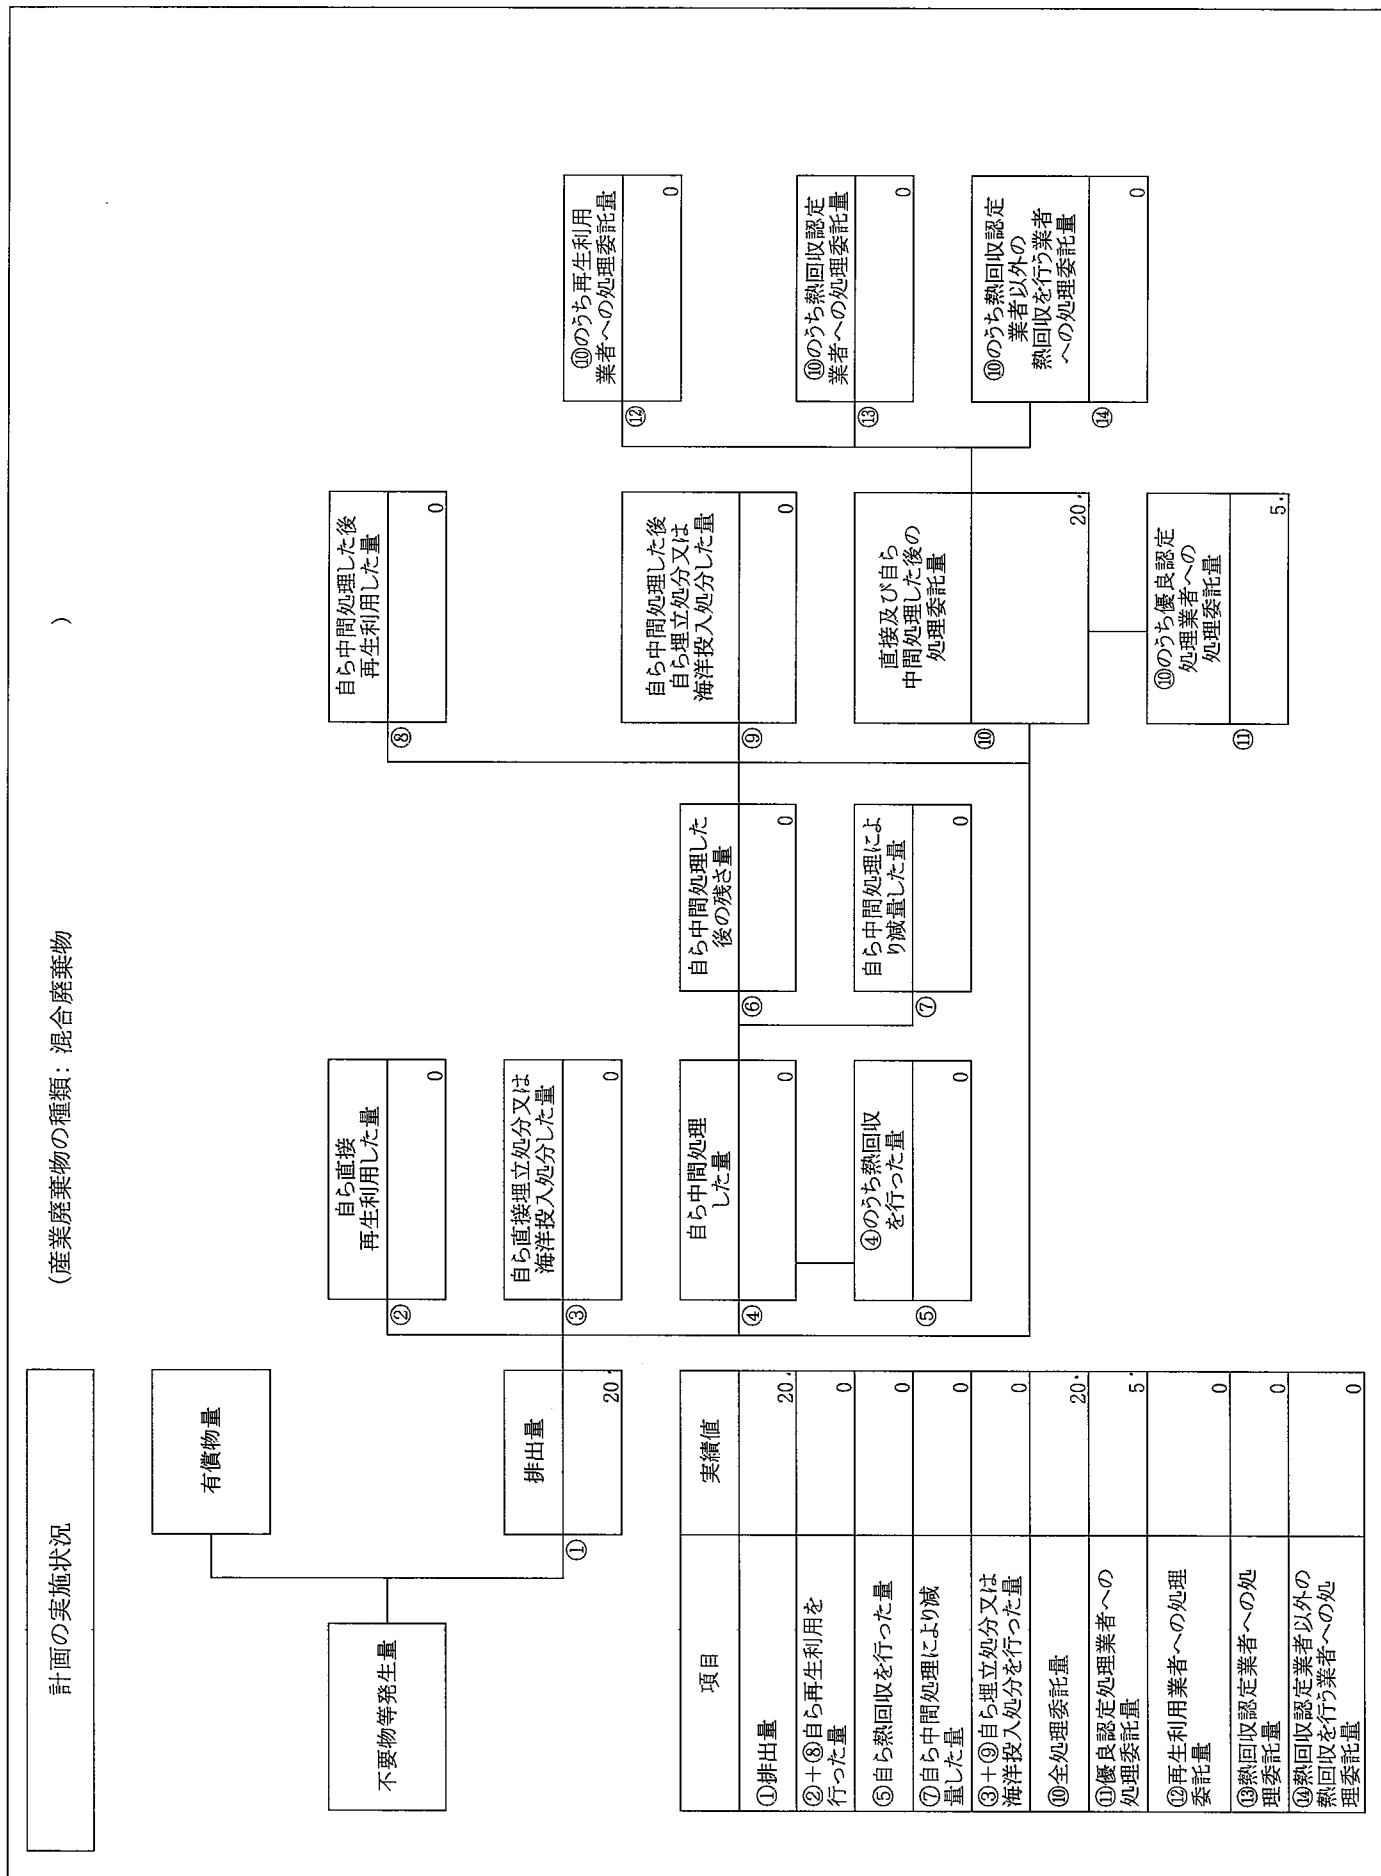 計画の実施状況
(産業廃棄物の種類：混合廃棄物
)
不要物等発生量
有償物量
①
排出量
20.
②
自ら直接
再生利用した量
0
③
自ら直接埋立処分又は
海洋投入処分した量
0
④
自ら中間処理
した量
0
⑤
④のうち熱回収
を行った量
0
⑥
自ら中間処理した
後の残さ量
0
⑦
自ら中間処理によ
り減量した量
0
⑧
自ら中間処理した後
再生利用した量
0
⑨
自ら中間処理した後
自ら埋立処分又は
海洋投入処分した量
0
⑩
直接及び自ら
中間処理した後の
処理委託量
20.
⑪
⑩のうち優良認定
処理業者への
処理委託量
5.
⑫
⑩のうち再生利用
業者への処理委託量
0
⑬
⑩のうち熱回収認定
業者への処理委託量
0
⑭
⑩のうち熱回収認定
業者以外の
熱回収を行う業者
への処理委託量
0
項目
実績値
①排出量
20.
②+⑧自ら再生利用を
行った量
0
⑤自ら熱回収を行った量
0
⑦自ら中間処理により減
量した量
0
③+⑨自ら埋立処分又は
海洋投入処分を行った量
0
⑩全処理委託量
20.
⑪優良認定処理業者への
処理委託量
5.
⑫再生利用業者への処理
委託量
0
⑬熱回収認定業者への処
理委託量
0
⑭熱回収認定業者以外の
熱回収を行う業者への処
理委託量
0